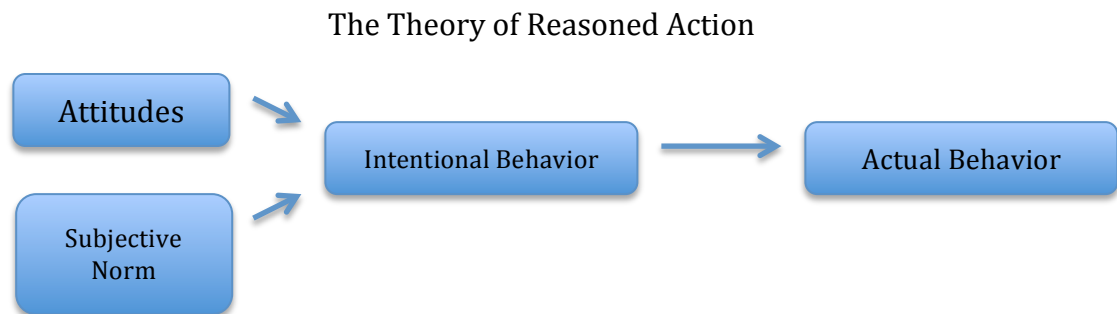 The Theory of Reasoned Action
Attitudes
Intentional Behavior
Actual Behavior
Subjective
Norm